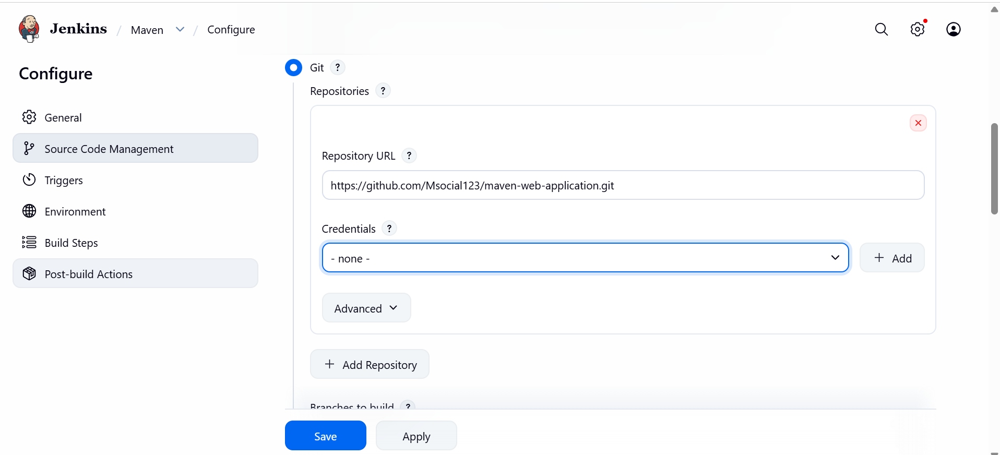 Jenkins / Maven / Configure
Configure
General
Source Code Management
Triggers
Environment
Build Steps
Post-build Actions
Git ?
Repositories ?
Repository URL ?
https://github.com/Msocial123/maven-web-application.git
Credentials ?
- none -
+ Add
Advanced
+ Add Repository
Branches to build ?
Save
Apply